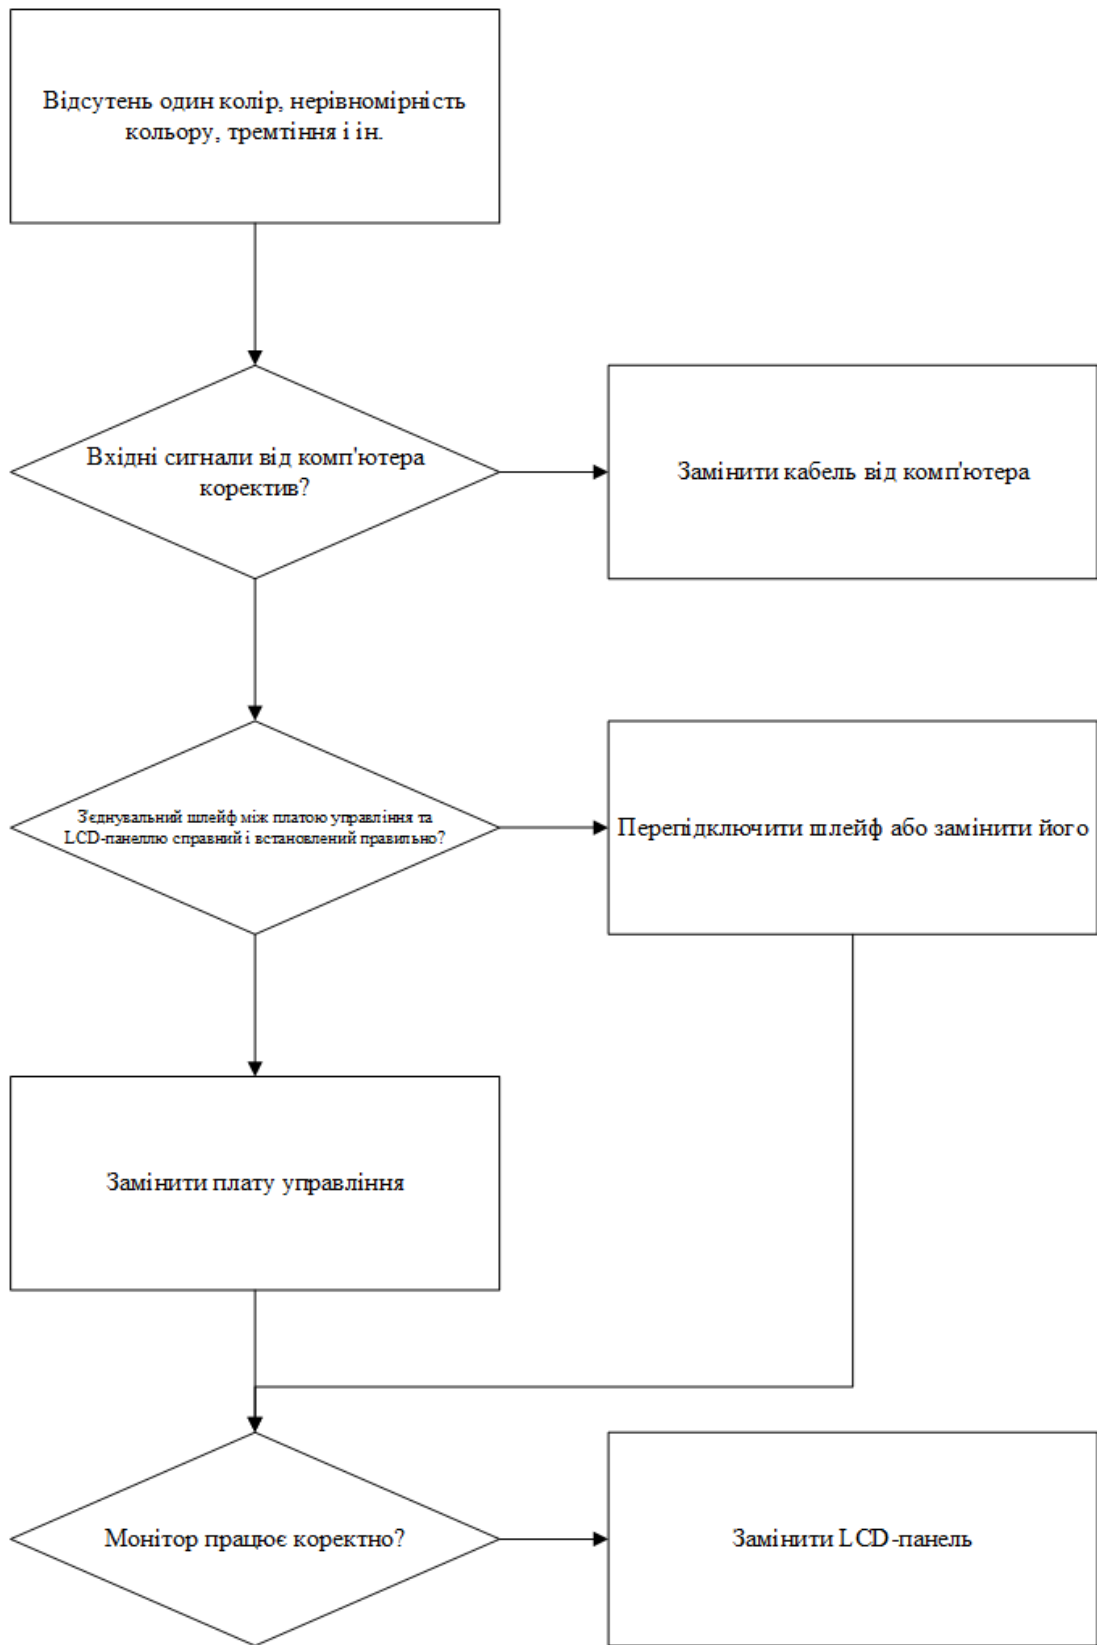 Відсутень один колір, нерівномірність
кольору, тремтіння і ін.
Вхідні сигнали від комп'ютера
коректив?
Замінити кабель від комп'ютера
З'єднувальний шлейф між платою управління та
LCD-панеллю справний і встановлений правильно?
Перепідключити шлейф або замінити його
Замінити плату управління
Монітор працює коректно?
Замінити LCD-панель